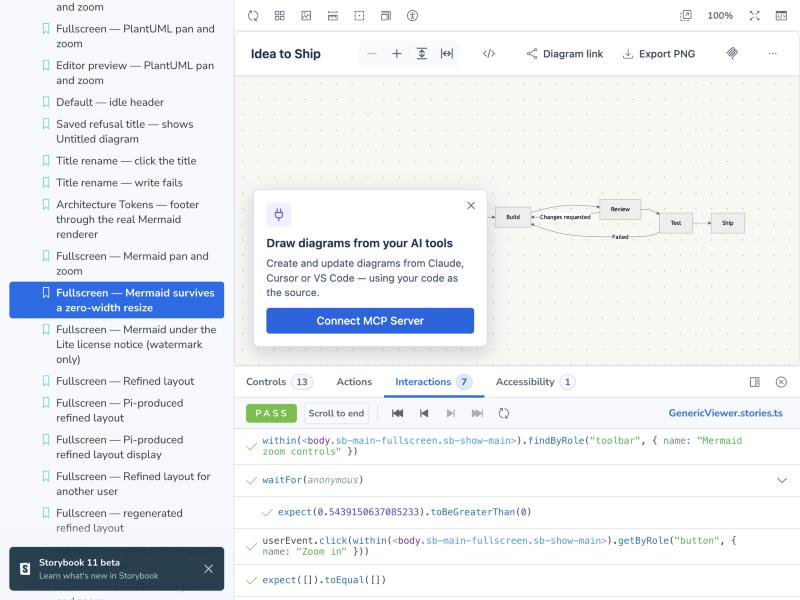 and zoom
Fullscreen — PlantUML pan and
zoom
Editor preview — PlantUML pan
and zoom
Default — idle header
Saved refusal title — shows
Untitled diagram
Title rename — click the title
Title rename — write fails
Architecture Tokens — footer
through the real Mermaid
renderer
Fullscreen — Mermaid pan and
zoom
Fullscreen — Mermaid survives
a zero-width resize
Fullscreen — Mermaid under the
Lite license notice (watermark
only)
Fullscreen — Refined layout
Fullscreen — Pi-produced
refined layout
Fullscreen — Pi-produced
refined layout display
Fullscreen — Refined layout for
another user
Fullscreen — regenerated
refined layout
Storybook 11 beta
Learn what's new in Storybook
and zoom
100%
Idea to Ship
Diagram link
Export PNG
Build
Changes requested
Review
Test
Ship
Failed
Draw diagrams from your AI tools
Create and update diagrams from Claude,
Cursor or VS Code — using your code as
the source.
Connect MCP Server
Controls 13
Actions
Interactions 7
Accessibility 1
PASS
Scroll to end
GenericViewer.stories.ts
within(<body.sb-main-fullscreen.sb-show-main>).findByRole("toolbar", { name: "Mermaid
zoom controls" })
waitFor(anonymous)
expect(0.5439150637085233).toBeGreaterThan(0)
userEvent.click(within(<body.sb-main-fullscreen.sb-show-main>).getByRole("button", {
name: "Zoom in" }))
expect([]).toEqual([])